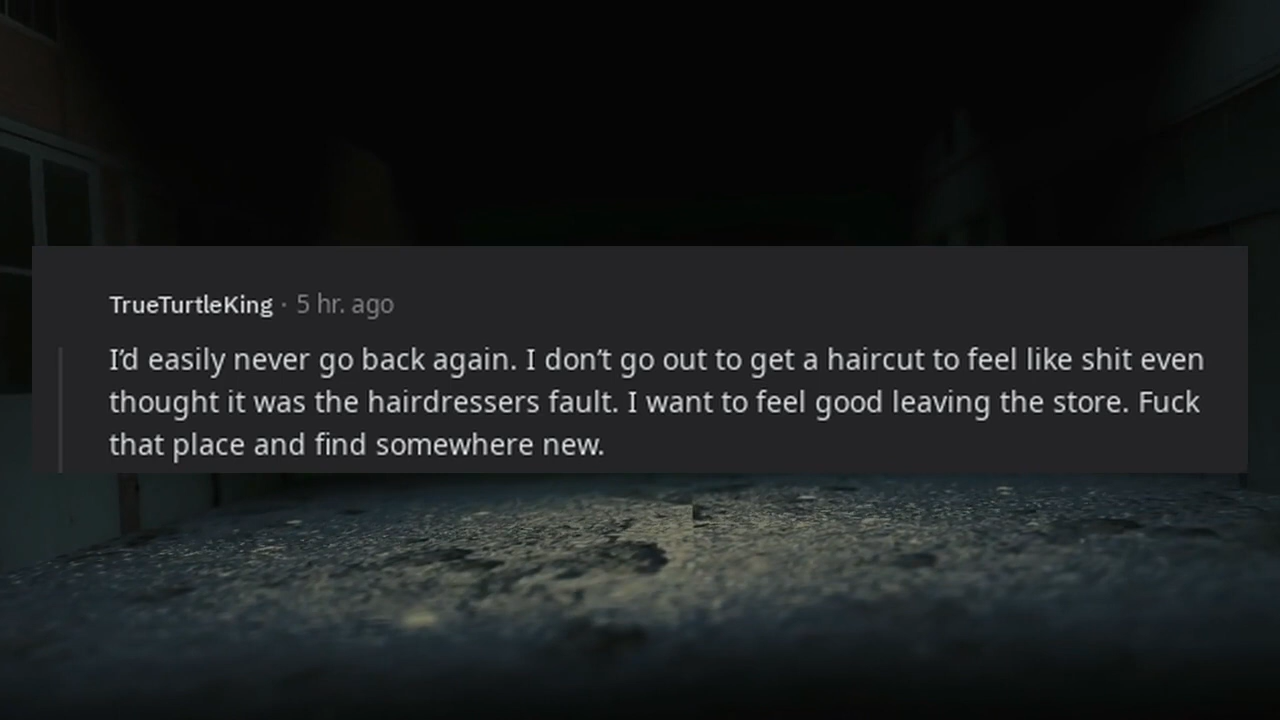 TrueTurtleKing · 5 hr. ago
I’d easily never go back again. I don’t go out to get a haircut to feel like shit even
thought it was the hairdressers fault. I want to feel good leaving the store. Fuck
that place and find somewhere new.